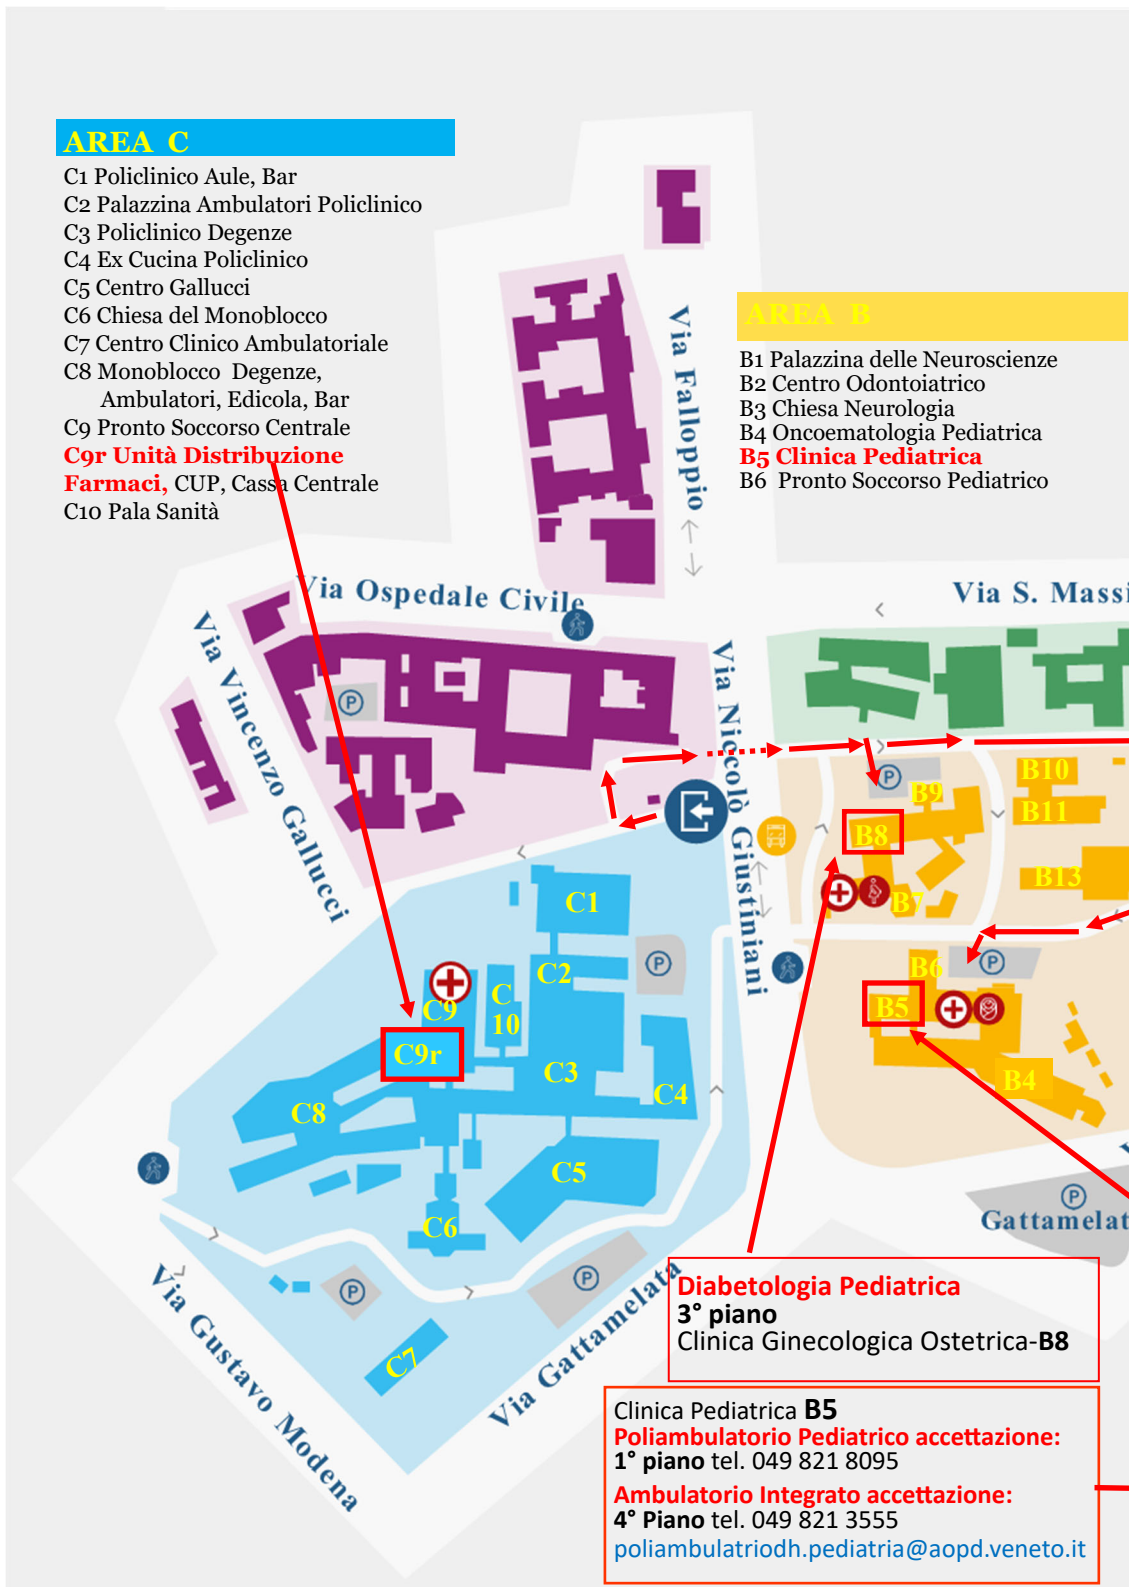 AREA C
C1 Policlinico Aule, Bar
C2 Palazzina Ambulatori Policlinico
C3 Policlinico Degenze
C4 Ex Cucina Policlinico
C5 Centro Gallucci
C6 Chiesa del Monoblocco
C7 Centro Clinico Ambulatoriale
C8 Monoblocco Degenze,
Ambulatori, Edicola, Bar
C9 Pronto Soccorso Centrale
C9r Unità Distribuzione
Farmaci, CUP, Cassa Centrale
C10 Pala Sanità
AREA B
B1 Palazzina delle Neuroscienze
B2 Centro Odontoiatrico
B3 Chiesa Neurologia
B4 Oncoematologia Pediatrica
B5 Clinica Pediatrica
B6 Pronto Soccorso Pediatrico
Via Falloppio
Via Ospedale Civile
Via S. Massi
Via Vincenzo Gallucci
Via Niccolò Giustiniani
P
P
B10
B9
B11
B8
B13
B7
C1
C2
P
P
B6
C9
C
10
B5
C9r
C3
C4
B4
C8
C5
C6
P
Gattamelat
P
P
C7
Via Gustavo Modena
Via Gattamelata
Diabetologia Pediatrica
3° piano
Clinica Ginecologica Ostetrica-B8
Clinica Pediatrica B5
Poliambulatorio Pediatrico accettazione:
1° piano tel. 049 821 8095
Ambulatorio Integrato accettazione:
4° Piano tel. 049 821 3555
poliambulatriodh.pediatria@aopd.veneto.it